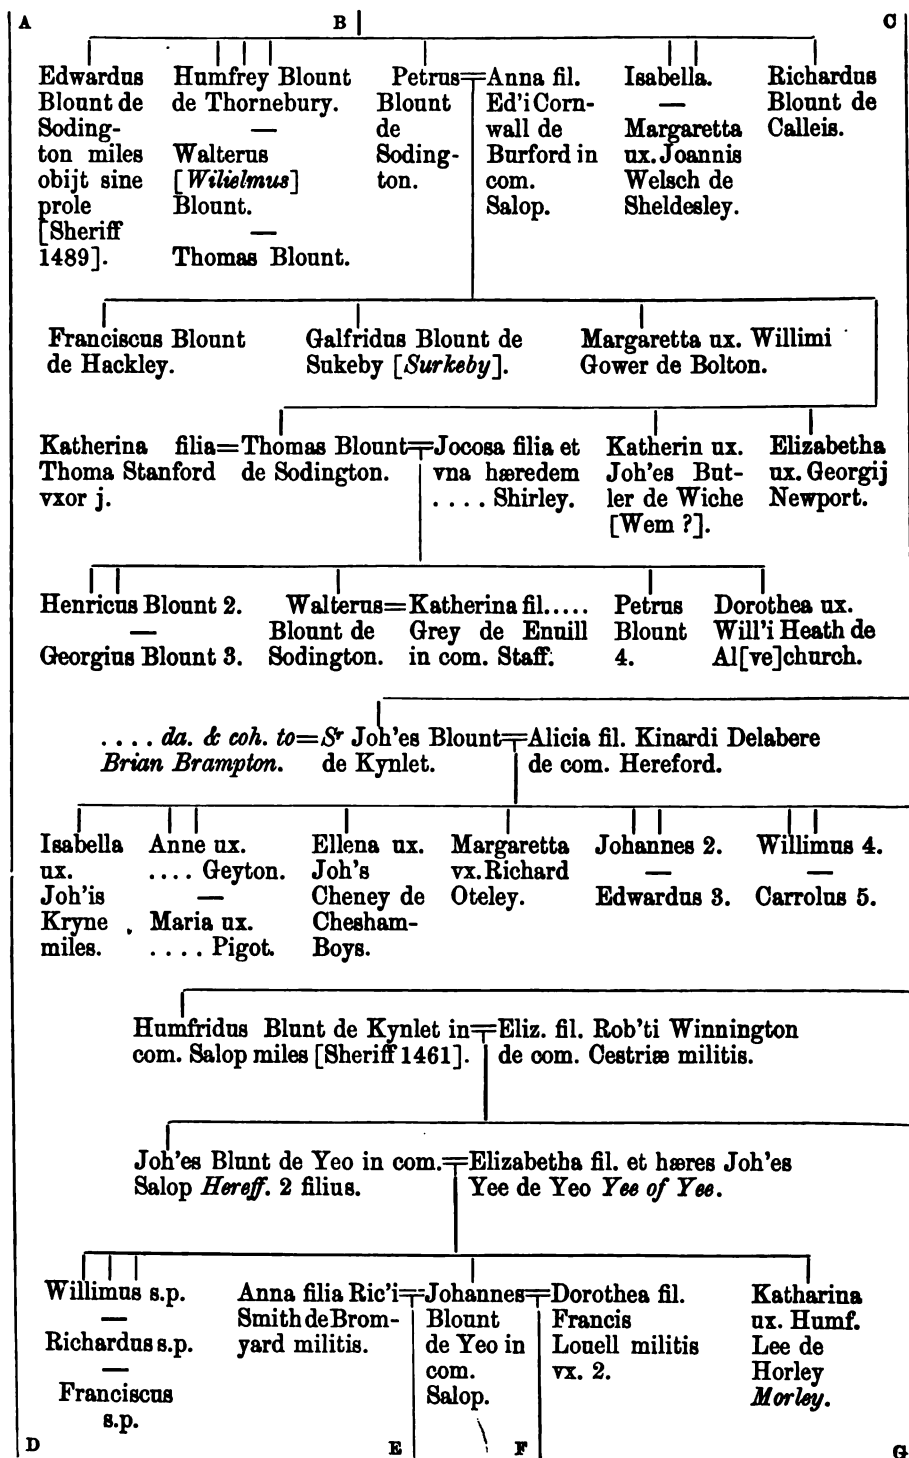 A B C
Edwardus
Blount de
Soding-
ton miles
obijt sine
prole
[Sheriff
1489].
Humfrey Blount
de Thornebury.
—
Walterus
[Wilielmus]
Blount.
—
Thomas Blount.
Petrus=
Blount
de
Soding-
ton.
Anna fil.
Ed'i Corn-
wall de
Burford in
com.
Salop.
Isabella.
—
Margaretta
ux. Joannis
Welsch de
Sheldesley.
Richardus
Blount de
Calleis.
Franciscus Blount
de Hackley.
Galfridus Blount de
Sukeby [Surkeby].
Margaretta ux. Willimi
Gower de Bolton.
Katherina filia=
Thoma Stanford
vxor j.
Thomas Blount=
de Sodington.
Jocosa filia et
vna hæredem
. . . . Shirley.
Katherin ux.
Joh'es But-
ler de Wiche
[Wem ?].
Elizabetha
ux. Georgij
Newport.
Henricus Blount 2.
—
Georgius Blount 3.
Walterus=
Blount de
Sodington.
Katherina fil.....
Grey de Enuill
in com. Staff.
Petrus
Blount
4.
Dorothea ux.
Will'i Heath de
Al[ve]church.
. . . . da. & coh. to=
Brian Brampton.
Sr Joh'es Blount=
de Kynlet.
Alicia fil. Kinardi Delabere
de com. Hereford.
Isabella
ux.
Joh'is
Kryne
miles.
Anne ux.
. . . . Geyton.
—
Maria ux.
. . . . Pigot.
Ellena ux.
Joh's
Cheney de
Chesham-
Boys.
Margaretta
vx. Richard
Oteley.
Johannes 2.
—
Edwardus 3.
Willimus 4.
—
Carrolus 5.
Humfridus Blunt de Kynlet in=
com. Salop miles [Sheriff 1461].
Eliz. fil. Rob'ti Winnington
de com. Cestriæ militis.
Joh'es Blunt de Yeo in com.=
Salop Hereff. 2 filius.
Elizabetha fil. et hæres Joh'es
Yee de Yeo Yee of Yee.
Willimus s.p.
—
Richardus s.p.
—
Franciscus
s.p.
Anna filia Ric'i=
Smith de Brom-
yard militis.
Johannes=
Blount
de Yeo in
com.
Salop.
Dorothea fil.
Francis
Louell militis
vx. 2.
Katharina
ux. Humf.
Lee de
Horley
Morley.
D E F G